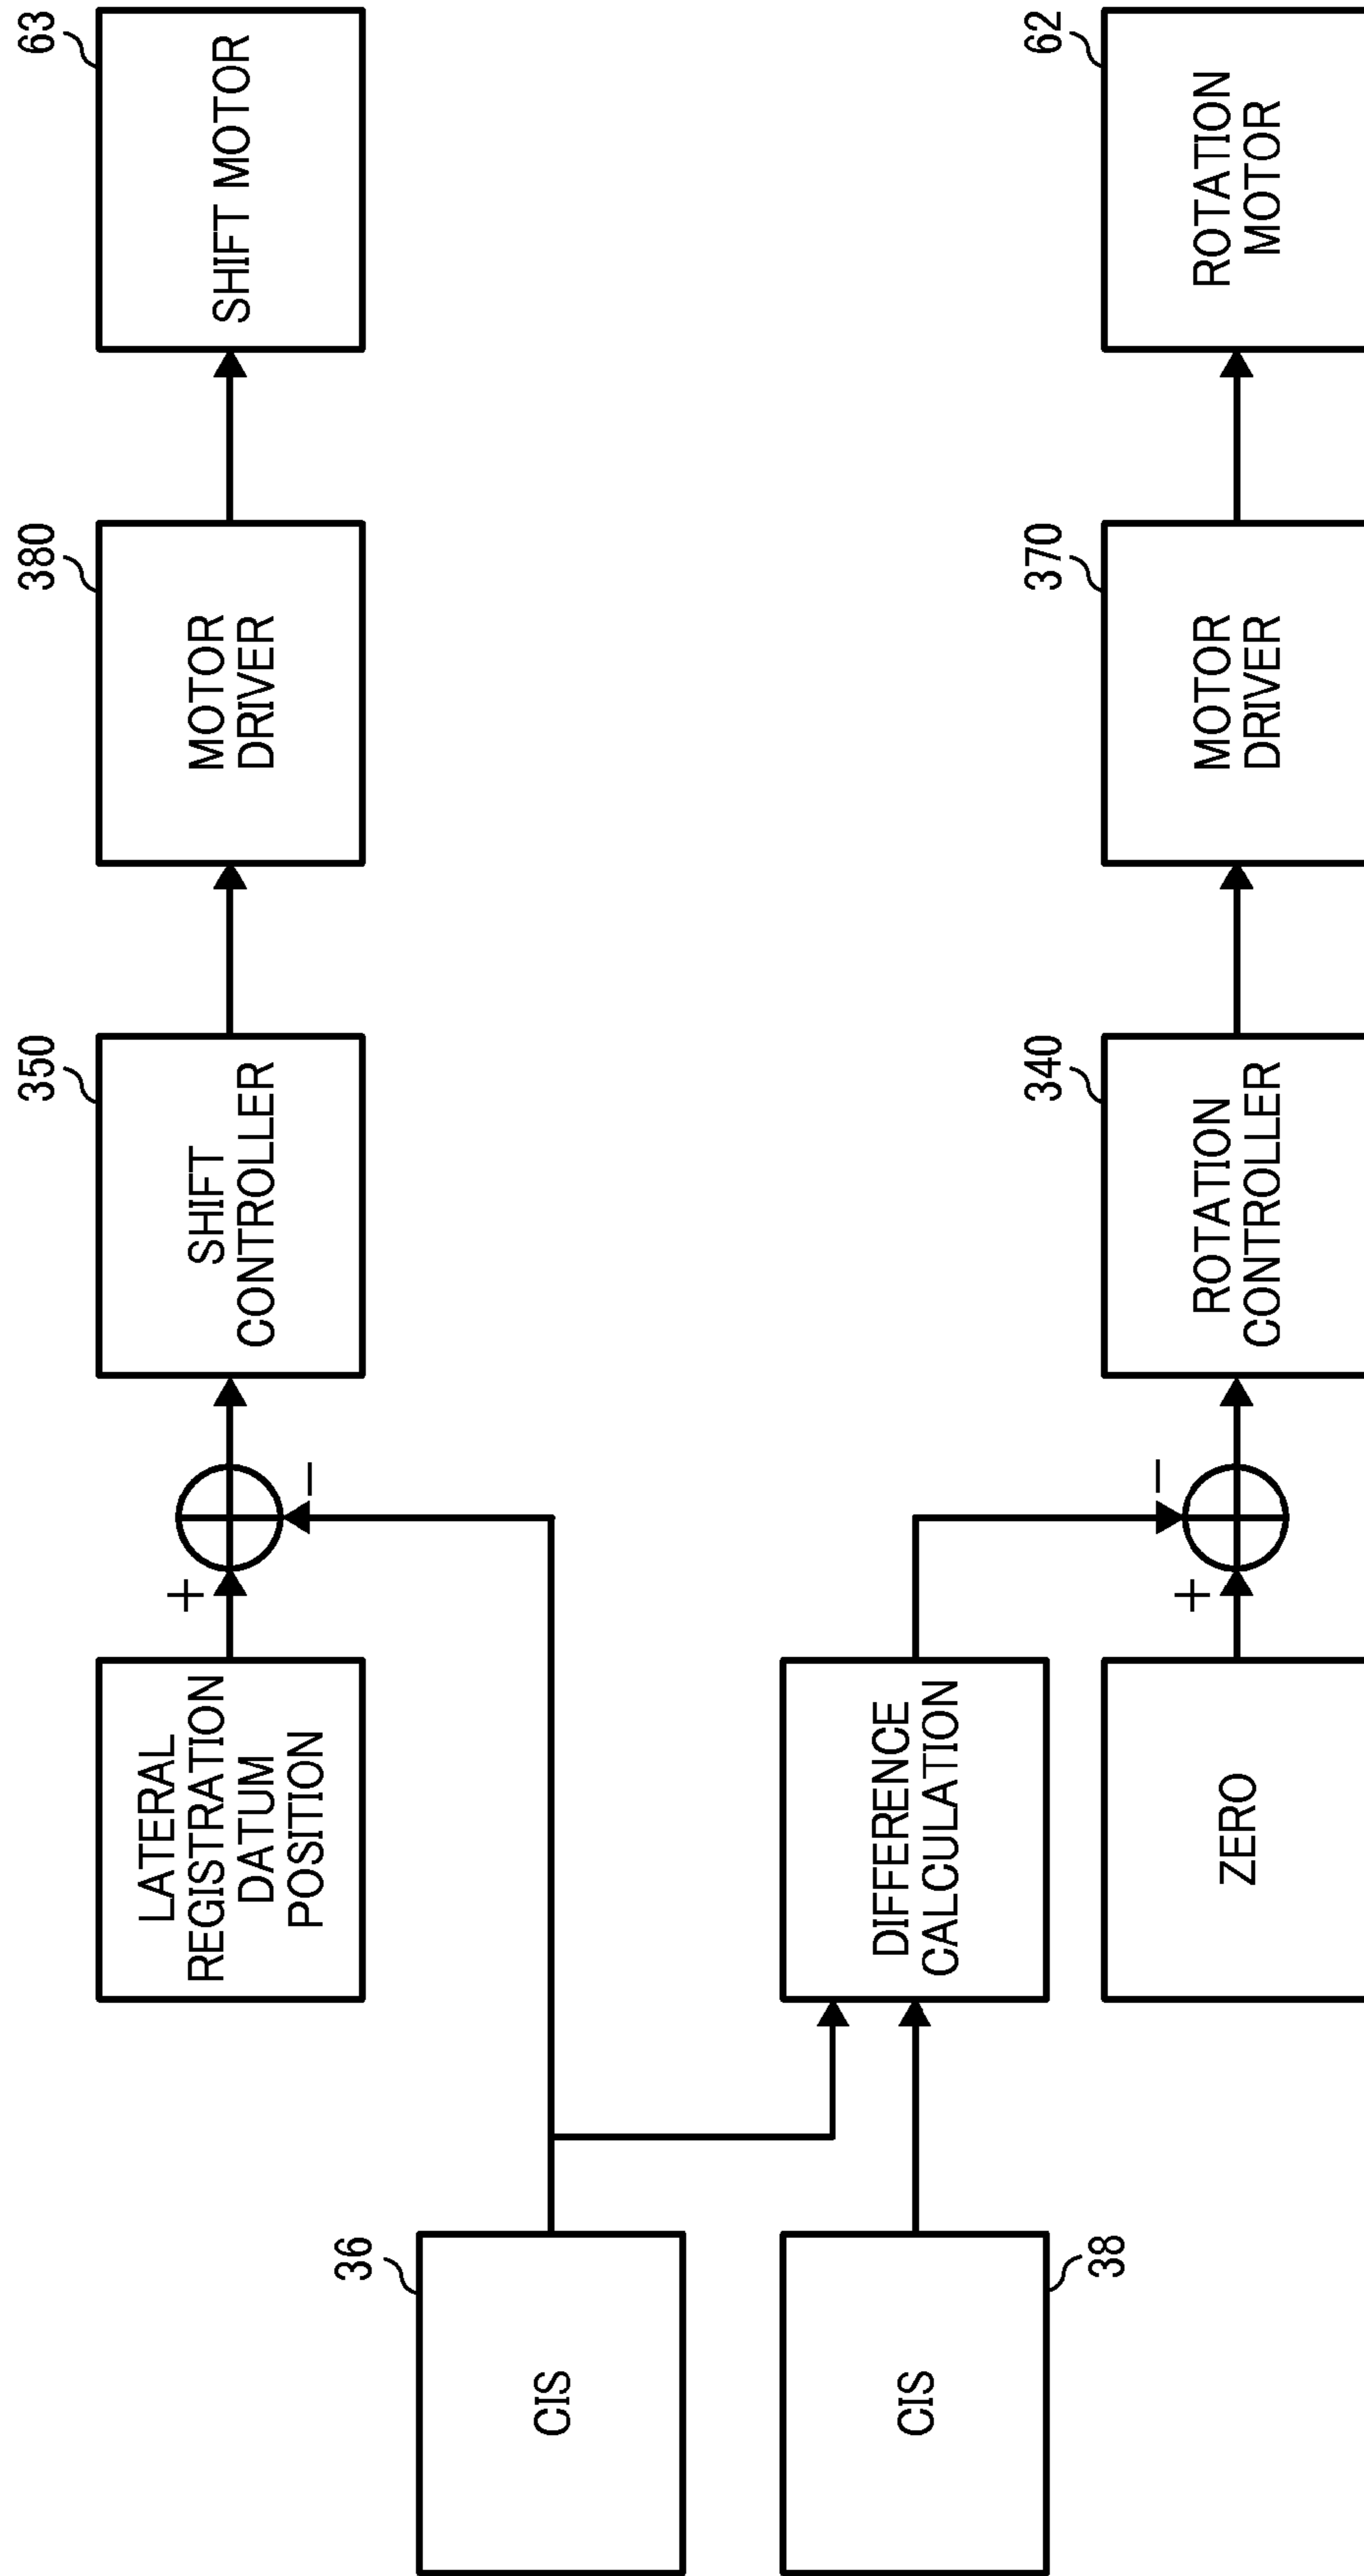 63
SHIFT MOTOR
380
MOTOR
DRIVER
350
SHIFT
CONTROLLER
+
−
LATERAL
REGISTRATION
DATUM
POSITION
36
CIS
38
CIS
DIFFERENCE
CALCULATION
ZERO
+
−
340
ROTATION
CONTROLLER
370
MOTOR
DRIVER
62
ROTATION
MOTOR